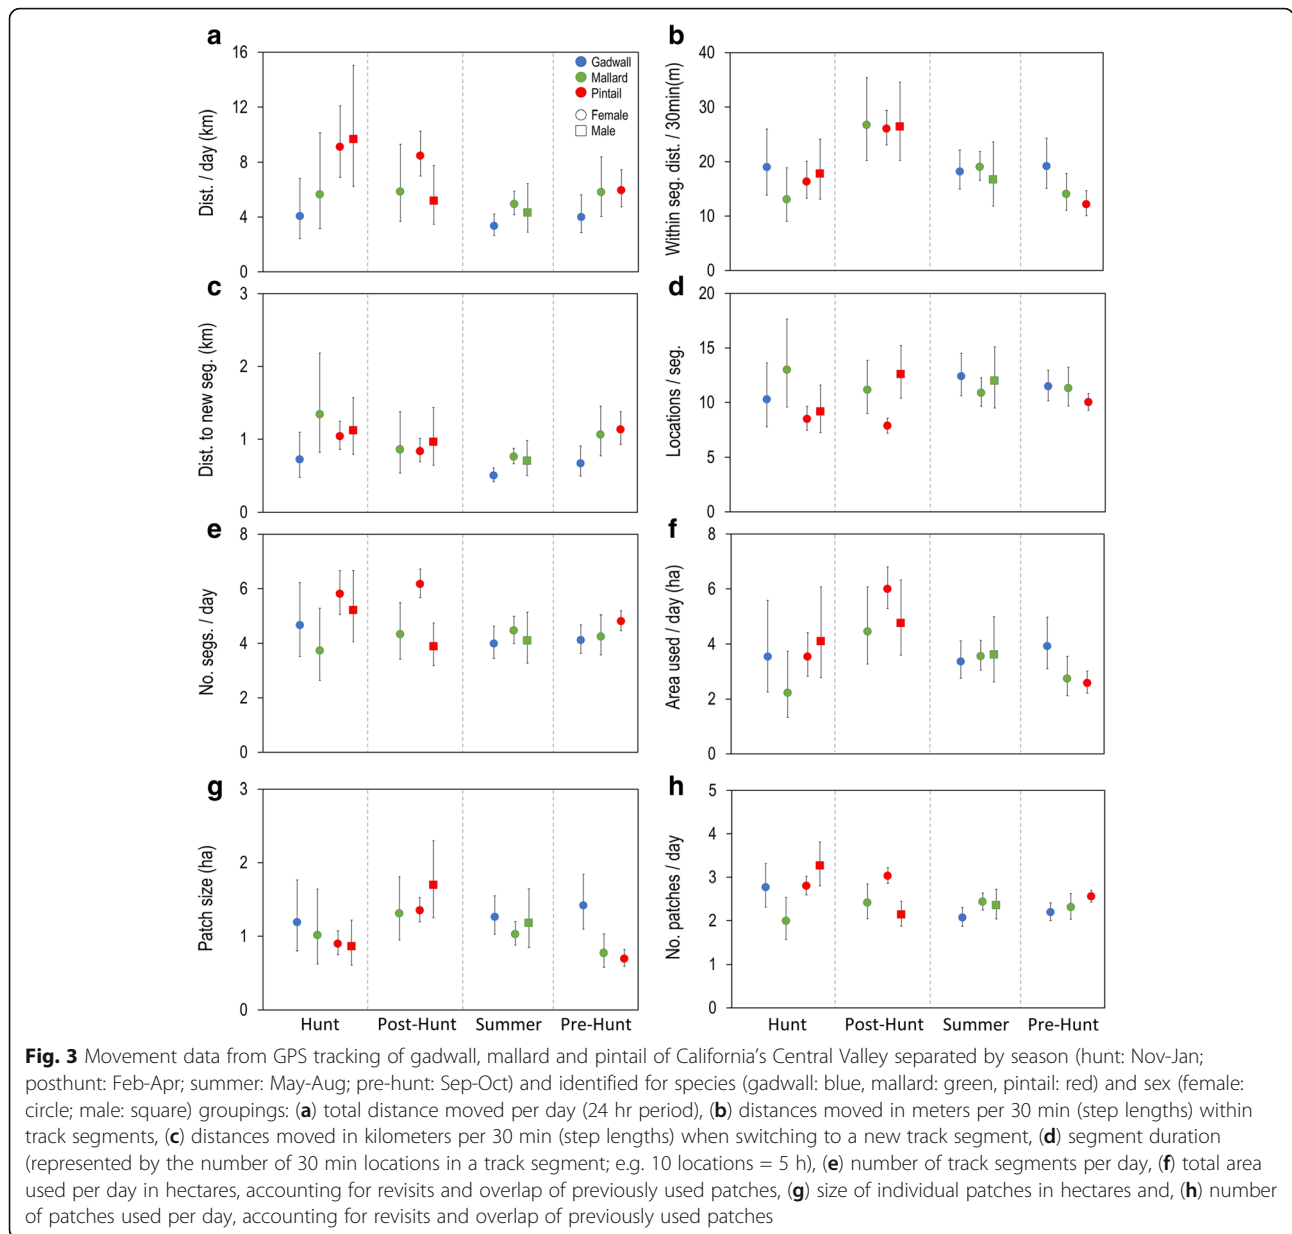 a
16
12
8
4
0
Dist. / day (km)
Gadwall
Mallard
Pintail
Female
Male
b
40
30
20
10
0
Within seg. dist. / 30min(m)
c
3
2
1
0
Dist. to new seg. (km)
d
20
15
10
5
0
Locations / seg.
e
8
6
4
2
0
No. segs. / day
f
8
6
4
2
0
Area used / day (ha)
g
3
2
1
0
Patch size (ha)
Hunt Post-Hunt Summer Pre-Hunt
h
5
4
3
2
1
0
No. patches / day
Hunt Post-Hunt Summer Pre-Hunt
Fig. 3 Movement data from GPS tracking of gadwall, mallard and pintail of California's Central Valley separated by season (hunt: Nov-Jan;
posthunt: Feb-Apr; summer: May-Aug; pre-hunt: Sep-Oct) and identified for species (gadwall: blue, mallard: green, pintail: red) and sex (female:
circle; male: square) groupings: (a) total distance moved per day (24 hr period), (b) distances moved in meters per 30 min (step lengths) within
track segments, (c) distances moved in kilometers per 30 min (step lengths) when switching to a new track segment, (d) segment duration
(represented by the number of 30 min locations in a track segment; e.g. 10 locations = 5 h), (e) number of track segments per day, (f) total area
used per day in hectares, accounting for revisits and overlap of previously used patches, (g) size of individual patches in hectares and, (h) number
of patches used per day, accounting for revisits and overlap of previously used patches